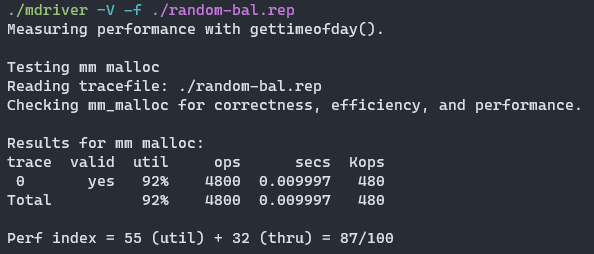 ./mdriver -V -f ./random-bal.rep
Measuring performance with gettimeofday().
Testing mm malloc
Reading tracefile: ./random-bal.rep
Checking mm_malloc for correctness, efficiency, and performance.
Results for mm malloc:
trace  valid  util     ops      secs  Kops
 0       yes   92%    4800  0.009997   480
Total          92%    4800  0.009997   480
Perf index = 55 (util) + 32 (thru) = 87/100